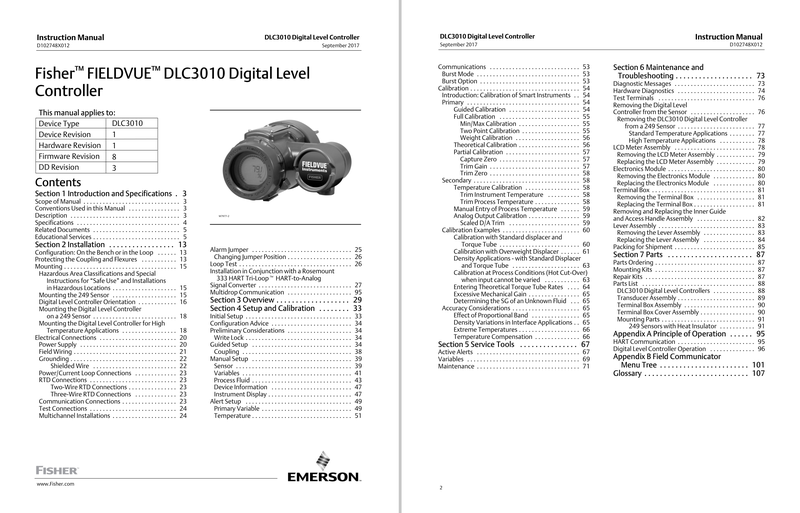 Instruction Manual
D102748X012
DLC3010 Digital Level Controller
September 2017
Fisher™ FIELDVUE™ DLC3010 Digital Level
Controller
This manual applies to:
Device Type DLC3010
Device Revision 1
Hardware Revision 1
Firmware Revision 8
DD Revision 3
Contents
Section 1 Introduction and Specifications . 3
Scope of Manual 3
Conventions Used in this Manual 3
Description 3
Specifications 4
Related Documents 5
Educational Services 5
Section 2 Installation 13
Configuration: On the Bench or in the Loop 13
Protecting the Coupling and Flexures 13
Mounting 15
Hazardous Area Classifications and Special
Instructions for "Safe Use" and Installations
in Hazardous Locations 15
Mounting the 249 Sensor 15
Digital Level Controller Orientation 16
Mounting the Digital Level Controller
on a 249 Sensor 18
Mounting the Digital Level Controller for High
Temperature Applications 18
Electrical Connections 20
Power Supply 20
Field Wiring 21
Grounding 22
Shielded Wire 22
Power/Current Loop Connections 23
RTD Connections 23
Two-Wire RTD Connections 23
Three-Wire RTD Connections 23
Communication Connections 23
Test Connections 24
Multichannel Installations 24
FIELDVUE
Instruments
Alarm Jumper 25
Changing Jumper Position 26
Loop Test 26
Installation in Conjunction with a Rosemount
333 HART Tri-Loop™ HART-to-Analog
Signal Converter 27
Multidrop Communication 95
Section 3 Overview 29
Section 4 Setup and Calibration 33
Initial Setup 33
Configuration Advice 34
Preliminary Considerations 34
Write Lock 34
Guided Setup 34
Coupling 38
Manual Setup 39
Sensor 39
Variables 41
Process Fluid 43
Device Information 47
Instrument Display 47
Alert Setup 49
Primary Variable 49
Temperature 51
FISHER
www.Fisher.com
EMERSON
DLC3010 Digital Level Controller
September 2017
Instruction Manual
D102748X012
Communications 53
Burst Mode 53
Burst Option 53
Calibration 54
Introduction: Calibration of Smart Instruments 54
Primary 54
Guided Calibration 54
Full Calibration 55
Min/Max Calibration 55
Two Point Calibration 55
Weight Calibration 56
Theoretical Calibration 56
Partial Calibration 57
Capture Zero 57
Trim Gain 57
Trim Zero 58
Secondary 58
Temperature Calibration 58
Trim Instrument Temperature 58
Trim Process Temperature 58
Manual Entry of Process Temperature 59
Analog Output Calibration 59
Scaled D/A Trim 59
Calibration Examples 60
Calibration with Standard displacer and
Torque Tube 60
Calibration with Overweight Displacer 61
Density Applications - with Standard Displacer
and Torque Tube 63
Calibration at Process Conditions (Hot Cut-Over)
when input cannot be varied 63
Entering Theoretical Torque Tube Rates 64
Excessive Mechanical Gain 65
Determining the SG of an Unknown Fluid 65
Accuracy Considerations 65
Effect of Proportional Band 65
Density Variations in Interface Applications 65
Extreme Temperatures 66
Temperature Compensation 66
Section 5 Service Tools 67
Active Alerts 67
Variables 69
Maintenance 71
Section 6 Maintenance and
Troubleshooting 73
Diagnostic Messages 73
Hardware Diagnostics 74
Test Terminals 76
Removing the Digital Level
Controller from the Sensor 76
Removing the DLC3010 Digital Level Controller
from a 249 Sensor 77
Standard Temperature Applications 77
High Temperature Applications 78
LCD Meter Assembly 78
Removing the LCD Meter Assembly 79
Replacing the LCD Meter Assembly 79
Electronics Module 80
Removing the Electronics Module 80
Replacing the Electronics Module 80
Terminal Box 81
Removing the Terminal Box 81
Replacing the Terminal Box 81
Removing and Replacing the Inner Guide
and Access Handle Assembly 82
Lever Assembly 83
Removing the Lever Assembly 83
Replacing the Lever Assembly 84
Packing for Shipment 85
Section 7 Parts 87
Parts Ordering 87
Mounting Kits 87
Repair Kits 87
Parts List 88
DLC3010 Digital Level Controllers 88
Transducer Assembly 89
Terminal Box Assembly 90
Terminal Box Cover Assembly 90
Mounting Parts 91
249 Sensors with Heat Insulator 91
Appendix A Principle of Operation 95
HART Communication 95
Digital Level Controller Operation 96
Appendix B Field Communicator
Menu Tree 101
Glossary 107
2